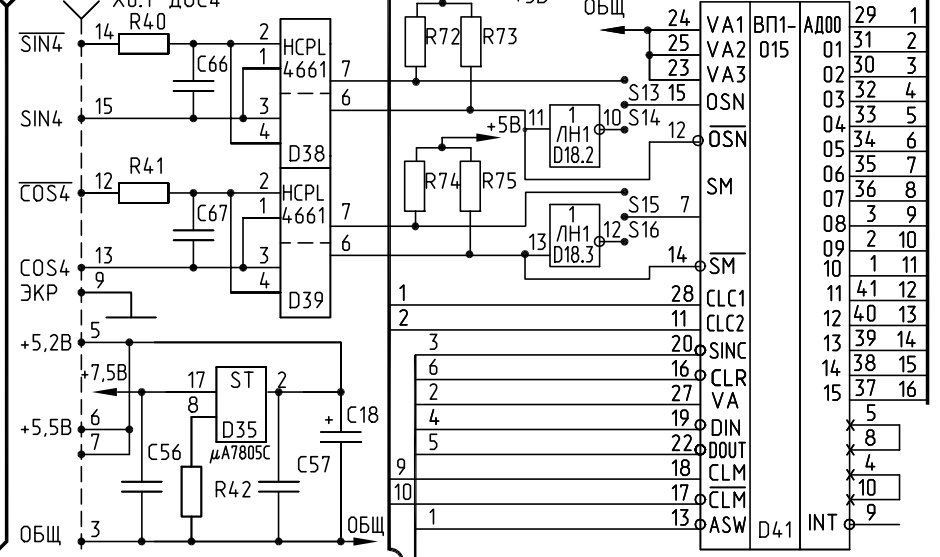 ОБЩ
R40
SIN4 14
2 HCPL
4661
C66
1
7
6
SIN4 15
3
4
D38
R72 R73
+5В
S13
S14
11 1 10
ЛН1
D18.2
R41
COS4 12
2 HCPL
4661
C67
1
7
6
COS4 13
3
4
D39
ЭКР 9
R74 R75
S15
S16
13 1 12
ЛН1
D18.3
+5,2В 5
+7,5В
17 ST 2
8
D35
μA7805C
+ C18
+5,5В 6
7
C56
R42
C57
ОБЩ 3
ОБЩ
24 VA1 ВП1-
015
25 VA2
23 VA3
15 OSN
12 OSN
SM
7
14 SM
1 28 CLC1
2 11 CLC2
3 20 SINC
6 16 CLR
2 27 VA
4 19 DIN
5 22 DOUT
9 18 CLM
10 17 CLM
1 13 ASW
D41
АД00 29 1
01 31 2
02 30 3
03 32 4
04 33 5
05 34 6
06 35 7
07 36 8
08 3 9
09 2 10
10 1 11
11 41 12
12 40 13
13 39 14
14 38 15
15 37 16
5
8
4
10
INT 9